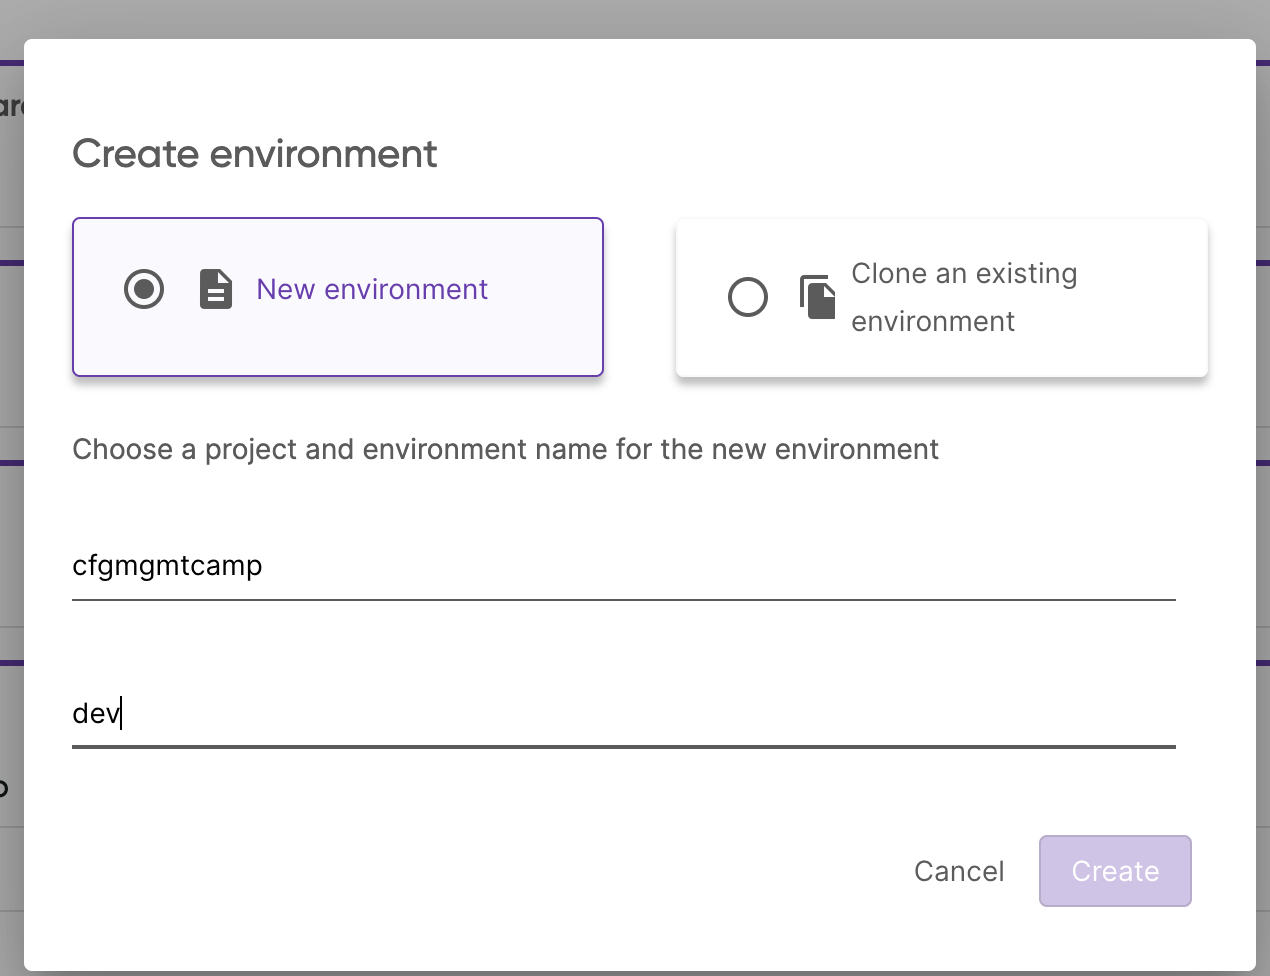 Create environment
New environment
Clone an existing
environment
Choose a project and environment name for the new environment
cfgmgmtcamp
dev
Cancel
Create